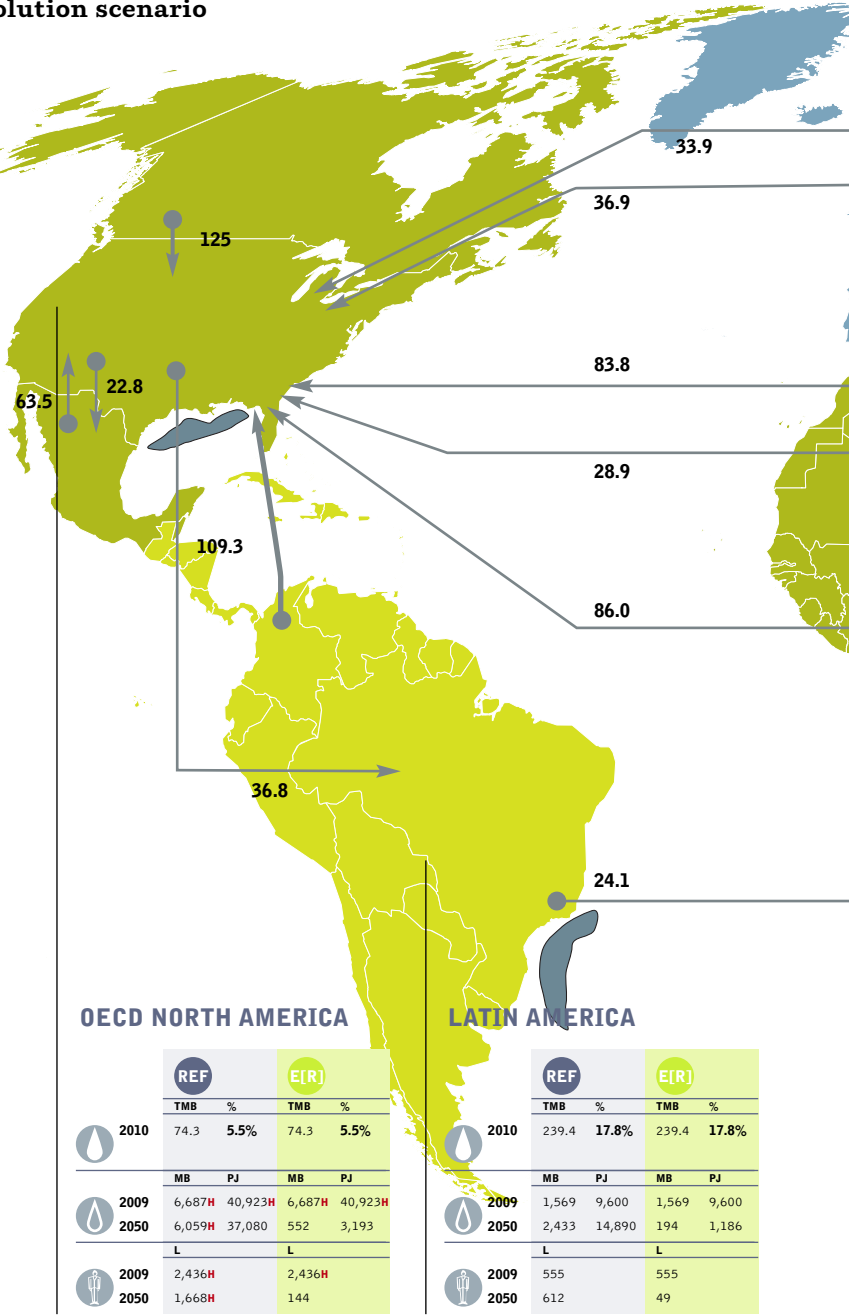 olution scenario
33.9
36.9
125
83.8
22.8
63.5
28.9
109.3
86.0
36.8
24.1
OECD NORTH AMERICA
REF E[R]
TMB % TMB %
2010 74.3 5.5% 74.3 5.5%
MB PJ MB PJ
2009 6,687H 40,923H 6,687H 40,923H
2050 6,059H 37,080 552 3,193
L L
2009 2,436H 2,436H
2050 1,668H 144
LATIN AMERICA
REF E[R]
TMB % TMB %
2010 239.4 17.8% 239.4 17.8%
MB PJ MB PJ
2009 1,569 9,600 1,569 9,600
2050 2,433 14,890 194 1,186
L L
2009 555 555
2050 612 49